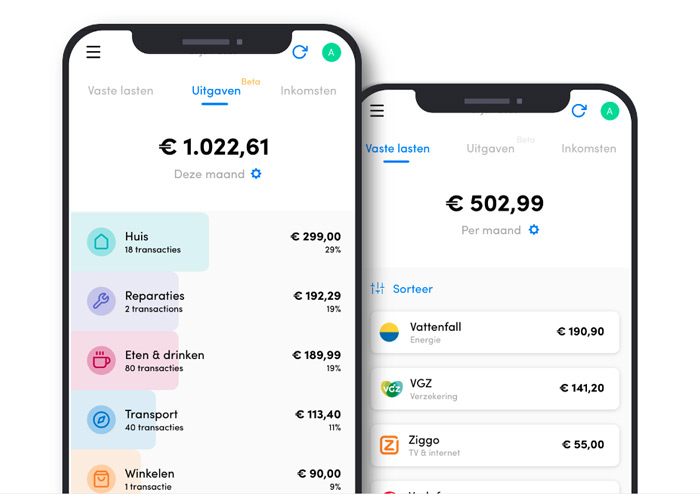 A
Beta
Vaste lasten
Uitgaven
Inkomsten
€ 1.022,61
Deze maand
Huis
€ 299,00
18 transacties
29%
Reparaties
€ 192,29
2 transactions
19%
Eten & drinken
€ 189,99
80 transacties
19%
Transport
€ 113,40
40 transacties
11%
Winkelen
€ 90,00
1 transactie
9%
A
Beta
Vaste lasten
Uitgaven
Inkomsten
€ 502,99
Per maand
Sorteer
Vattenfall
€ 190,90
Energie
VGZ
VGZ
€ 141,20
Verzekering
Ziggo
€ 55,00
TV & internet